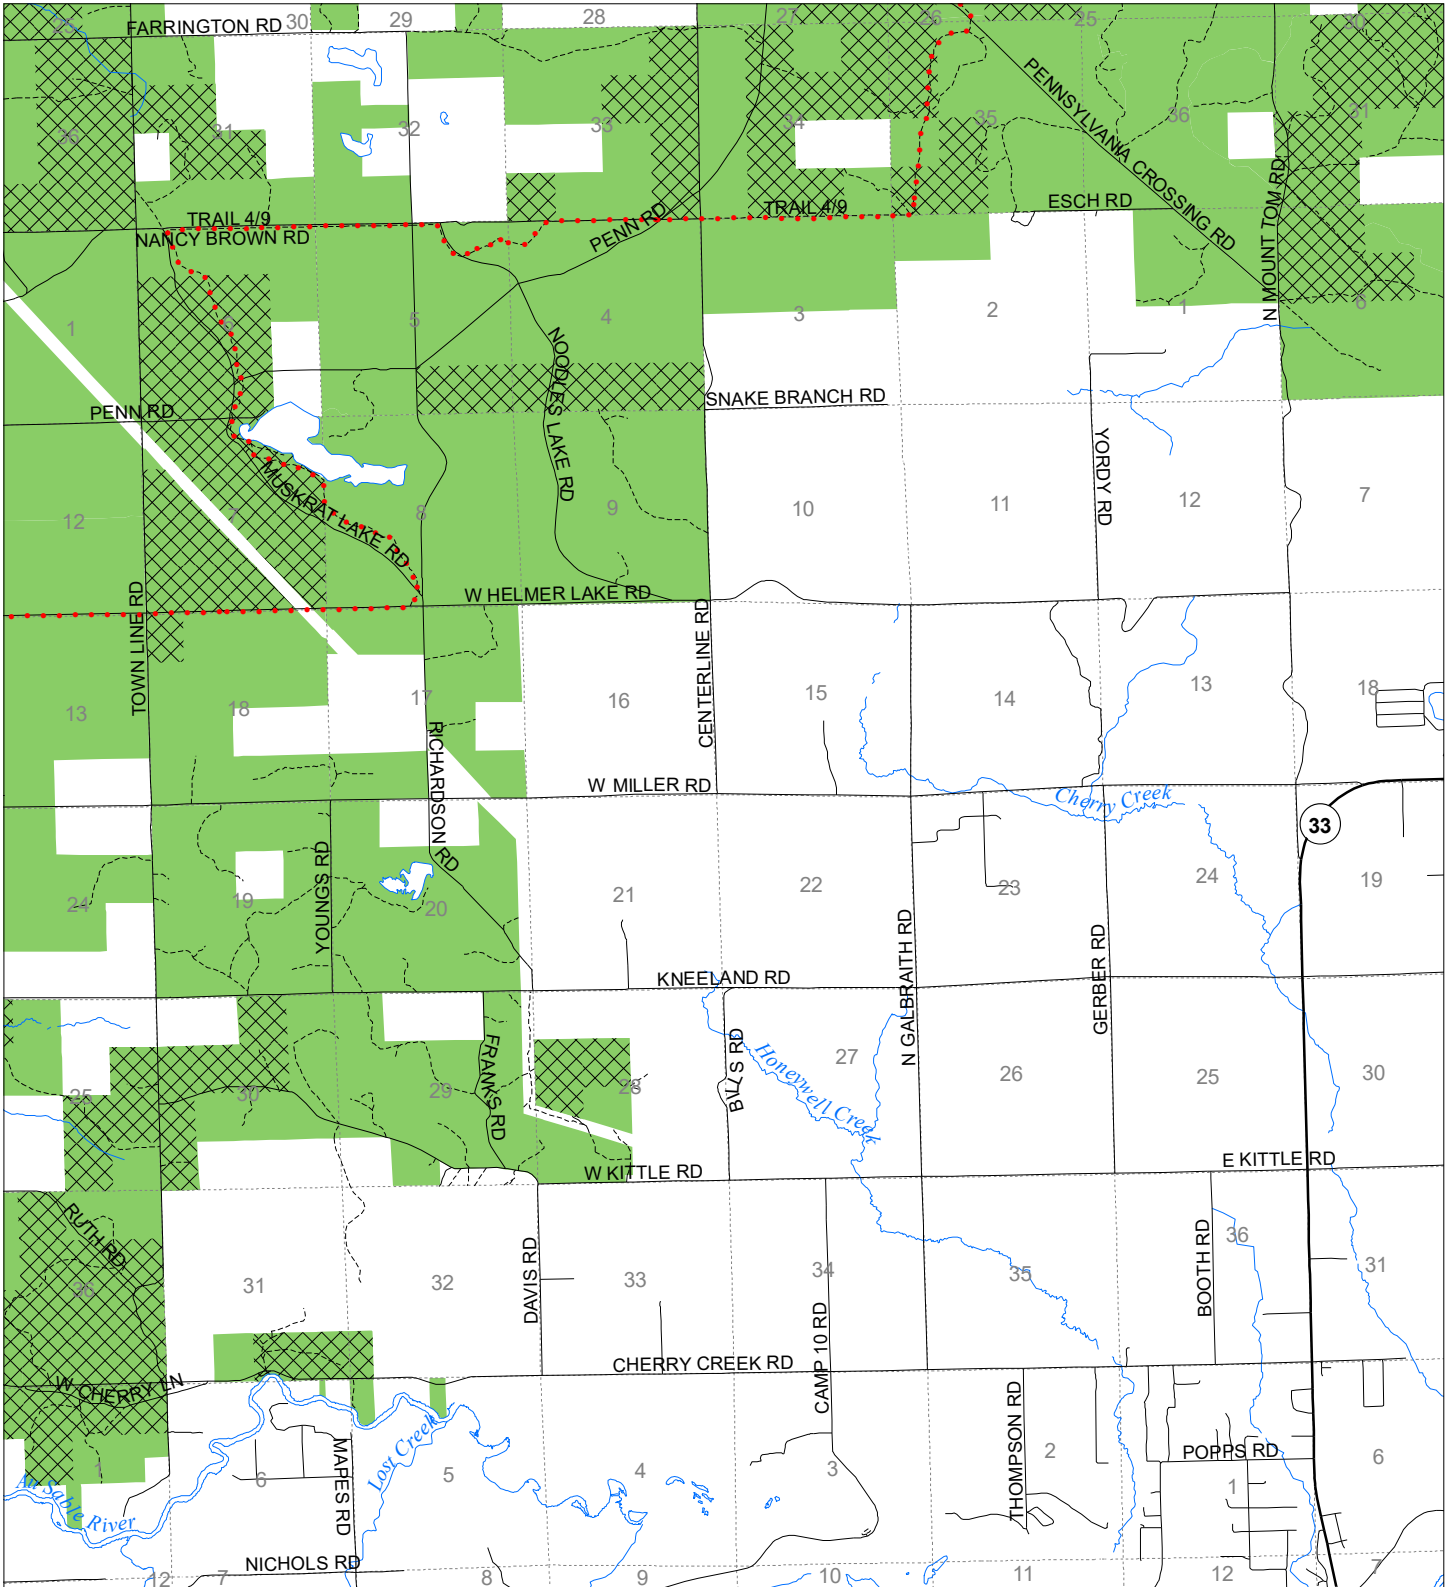 25
FARRINGTON RD
30
29
28
27
26
25
30
36
31
32
33
34
35
36
31
PENNSYLVANIA CROSSING RD
TRAIL 4/9
NANCY BROWN RD
PENN RD
TRAIL 4/9
ESCH RD
N MOUNT TOM RD
1
6
5
4
3
2
1
6
NOODLES LAKE RD
PENN RD
SNAKE BRANCH RD
YORDY RD
12
7
MUSKRAT LAKE RD
8
9
10
11
12
7
TOWN LINE RD
W HELMER LAKE RD
CENTERLINE RD
13
18
17
16
15
14
13
18
RICHARDSON RD
W MILLER RD
Cherry Creek
33
24
19
YOUNGS RD
20
21
22
23
24
19
KNEELAND RD
N GALBRAITH RD
GERBER RD
25
30
29
FRANKS RD
28
BILLS RD
Honeywell Creek
27
26
25
30
W KITTLE RD
E KITTLE RD
RUTH RD
36
31
32
DAVIS RD
33
34
35
BOOTH RD
36
31
CAMP 10 RD
CHERRY CREEK RD
W CHERRY LN
1
6
MAPES RD
Lost Creek
5
4
3
THOMPSON RD
2
POPPS RD
1
6
Au Sable River
NICHOLS RD
12
7
8
9
10
11
12
7